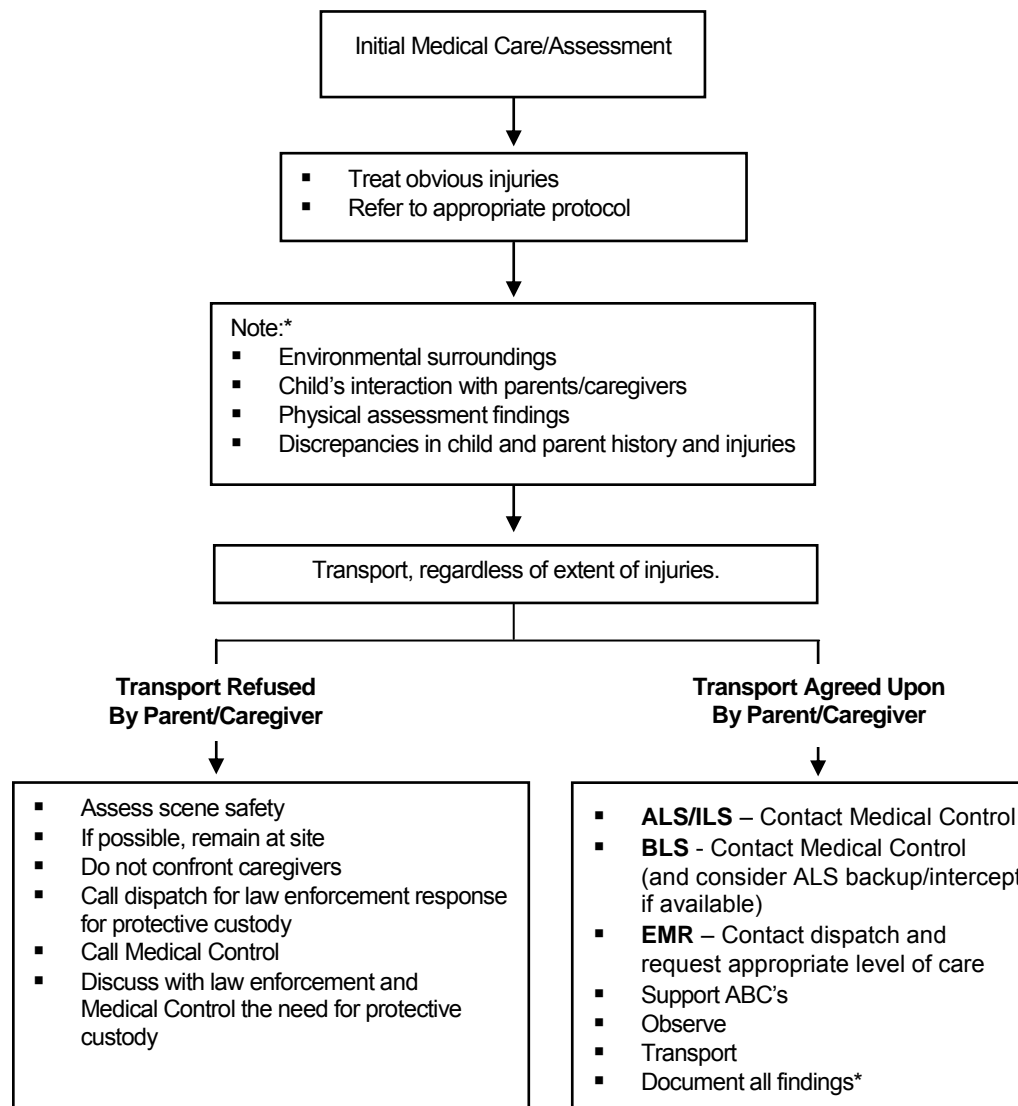 Initial Medical Care/Assessment
▪ Treat obvious injuries
▪ Refer to appropriate protocol
Note:*
▪ Environmental surroundings
▪ Child’s interaction with parents/caregivers
▪ Physical assessment findings
▪ Discrepancies in child and parent history and injuries
Transport, regardless of extent of injuries.
Transport Refused
By Parent/Caregiver
▪ Assess scene safety
▪ If possible, remain at site
▪ Do not confront caregivers
▪ Call dispatch for law enforcement response
for protective custody
▪ Call Medical Control
▪ Discuss with law enforcement and
Medical Control the need for protective
custody
Transport Agreed Upon
By Parent/Caregiver
▪ ALS/ILS – Contact Medical Control
▪ BLS - Contact Medical Control
(and consider ALS backup/intercept
if available)
▪ EMR – Contact dispatch and
request appropriate level of care
▪ Support ABC’s
▪ Observe
▪ Transport
▪ Document all findings*